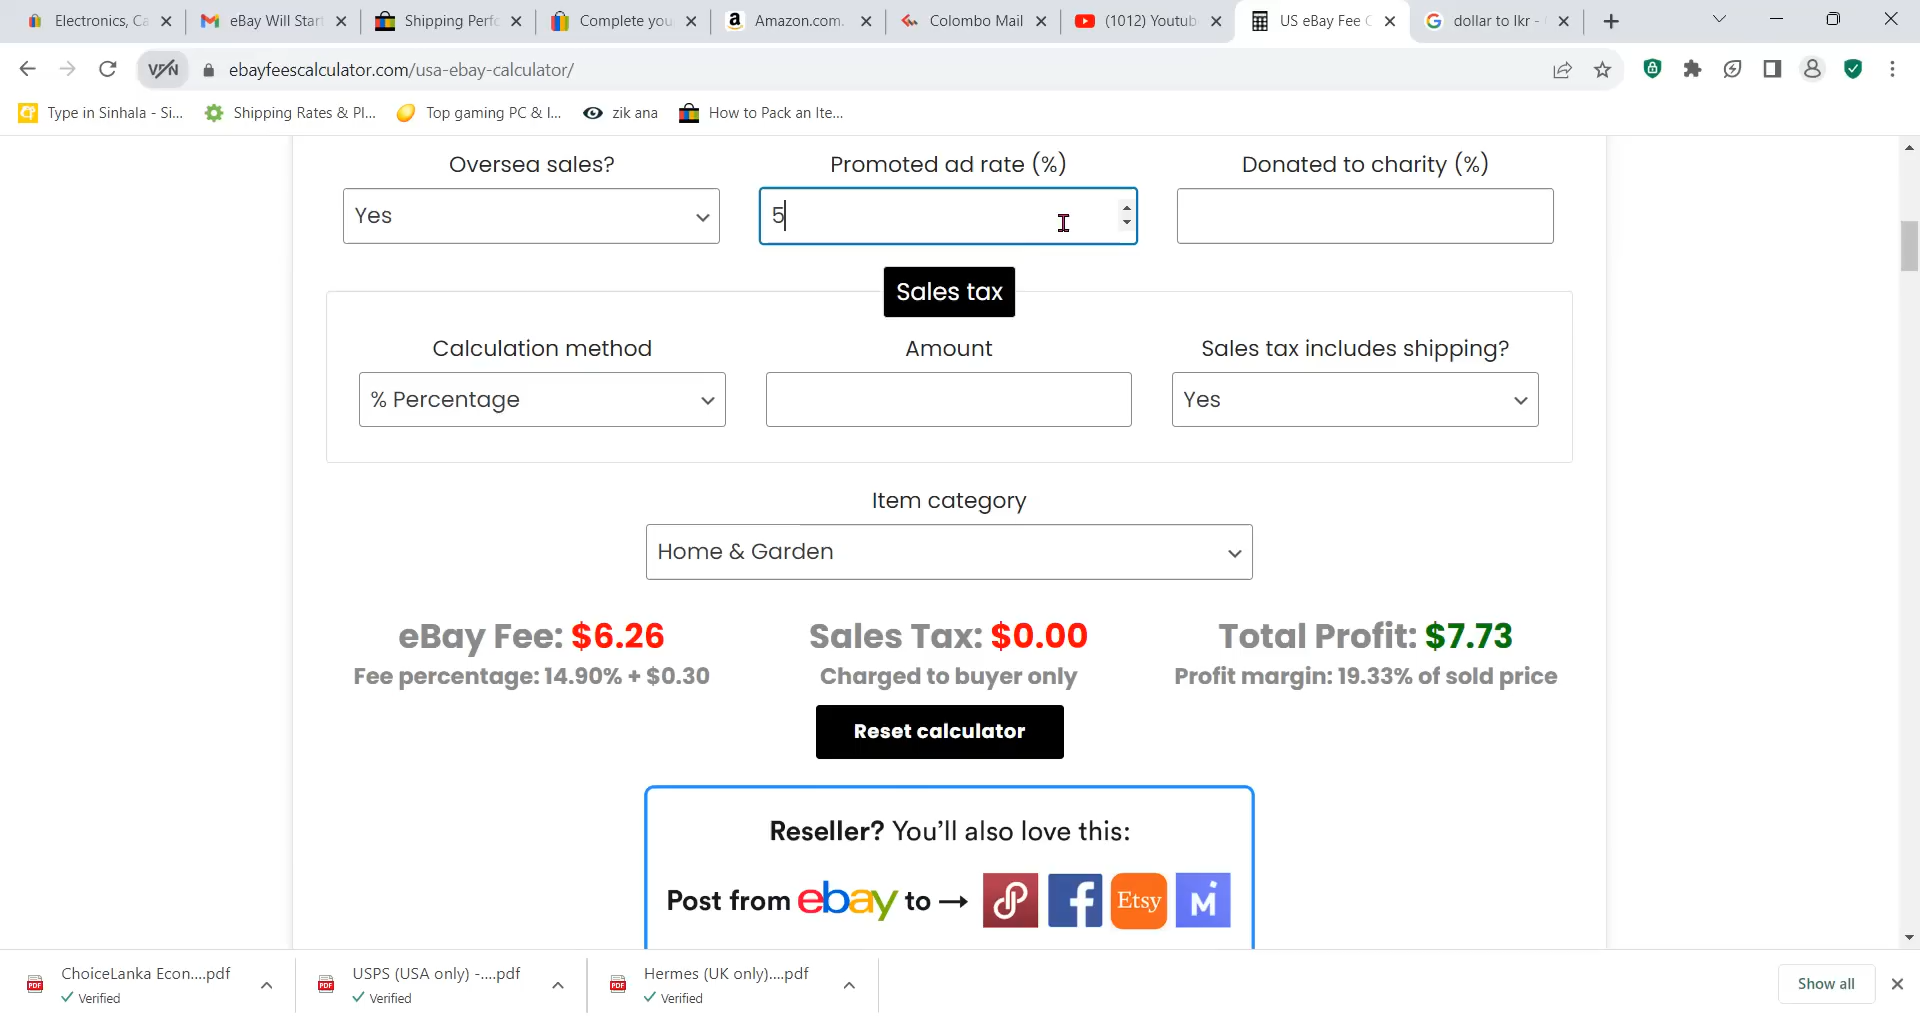 Electronics, Ca
eBay Will Start
Shipping Perfo
Complete you
Amazon.com.
Colombo Mail
(1012) Youtub
US eBay Fee C
dollar to lkr -
VPN
ebayfeescalculator.com/usa-ebay-calculator/
Type in Sinhala - Si...
Shipping Rates & Pl...
Top gaming PC & I...
zik ana
How to Pack an Ite...
Oversea sales?
Promoted ad rate (%)
Donated to charity (%)
Yes
5
Sales tax
Calculation method
Amount
Sales tax includes shipping?
% Percentage
Yes
Item category
Home & Garden
eBay Fee: $6.26
Sales Tax: $0.00
Total Profit: $7.73
Fee percentage: 14.90% + $0.30
Charged to buyer only
Profit margin: 19.33% of sold price
Reset calculator
Reseller? You'll also love this:
Post from ebay to → Etsy
ChoiceLanka Econ....pdf
Verified
USPS (USA only) -....pdf
Verified
Hermes (UK only)....pdf
Verified
Show all